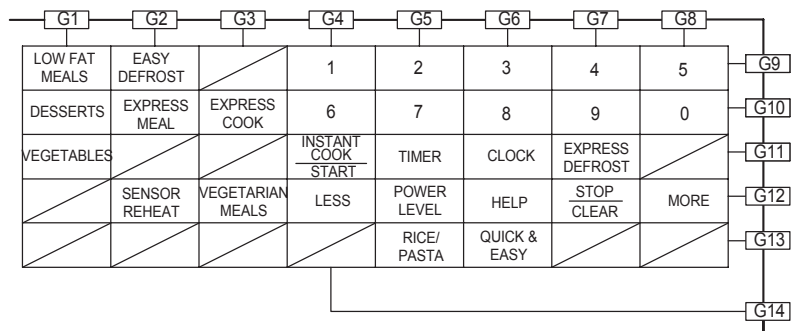 G1 G2 G3 G4 G5 G6 G7 G8
LOW FAT
MEALS
EASY
DEFROST
1 2 3 4 5 G9
DESSERTS
EXPRESS
MEAL
EXPRESS
COOK
6 7 8 9 0 G10
VEGETABLES
INSTANT
COOK
START
TIMER
CLOCK
EXPRESS
DEFROST
G11
SENSOR
REHEAT
VEGETARIAN
MEALS
LESS
POWER
LEVEL
HELP
STOP
CLEAR
MORE
G12
RICE/
PASTA
QUICK &
EASY
G13
G14